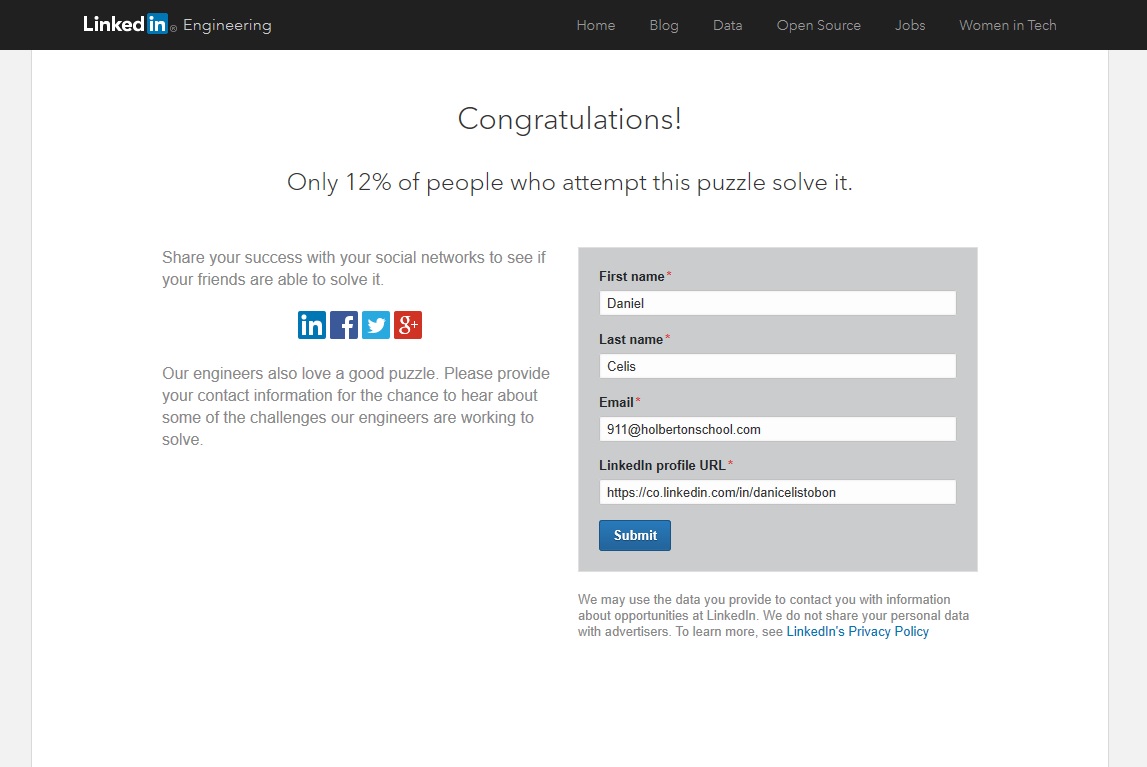 Linked in ® Engineering Home Blog Data Open Source Jobs Women in Tech
Congratulations!
Only 12% of people who attempt this puzzle solve it.
Share your success with your social networks to see if
your friends are able to solve it.
in f g+
Our engineers also love a good puzzle. Please provide
your contact information for the chance to hear about
some of the challenges our engineers are working to
solve.
First name*
Daniel
Last name*
Celis
Email*
911@holbertonschool.com
LinkedIn profile URL*
https://co.linkedin.com/in/danicelistobon
Submit
We may use the data you provide to contact you with information
about opportunities at LinkedIn. We do not share your personal data
with advertisers. To learn more, see LinkedIn's Privacy Policy